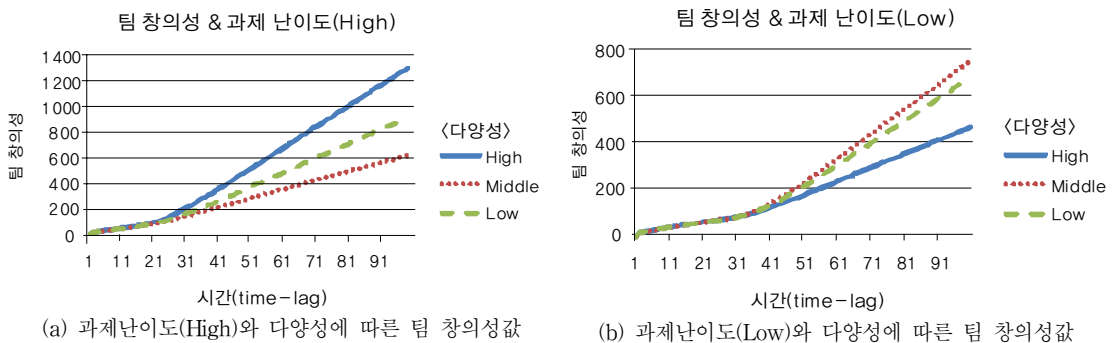 팀 창의성 & 과제 난이도(High)
1400
1200
1000
800
600
400
200
0
팀 창의성
1 11 21 31 41 51 61 71 81 91
시간(time-lag)
〈다양성〉
High
Middle
Low
(a) 과제난이도(High)와 다양성에 따른 팀 창의성값
팀 창의성 & 과제 난이도(Low)
800
600
400
200
0
팀 창의성
1 11 21 31 41 51 61 71 81 91
시간(time-lag)
〈다양성〉
High
Middle
Low
(b) 과제난이도(Low)와 다양성에 따른 팀 창의성값